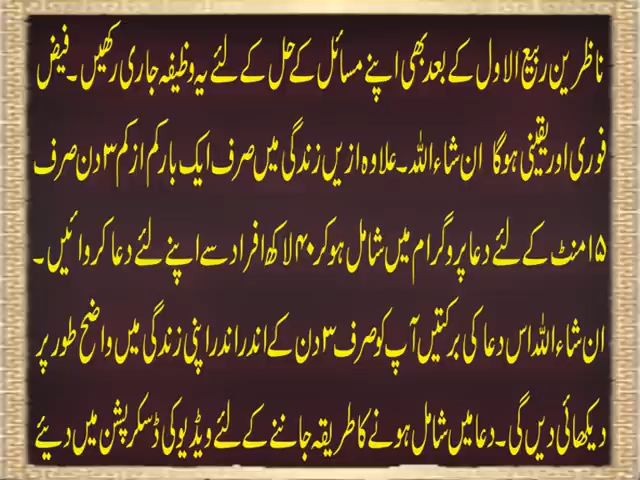 ناظرین ربیع الاول کے بعد بھی اپنے مسائل کے حل کے لئے یہ وظیفہ جاری رکھیں۔ فیض
فوری اور یقینی ہوگا ان شاء اللہ۔ علاوہ ازیں زندگی میں صرف ایک بار کم از کم ۳ دن صرف
۱۵ منٹ کے لئے دعا پروگرام میں شامل ہو کر ۴۰ لاکھ افراد سے اپنے لئے دعا کروائیں۔
ان شاء اللہ اس دعا کی برکتیں آپ کو صرف ۳ دن کے اندر اندر اپنی زندگی میں واضح طور پر
دیکھائی دیں گی۔ دعا میں شامل ہونے کا طریقہ جاننے کے لئے ویڈیو کی ڈسکرپشن میں دیئے